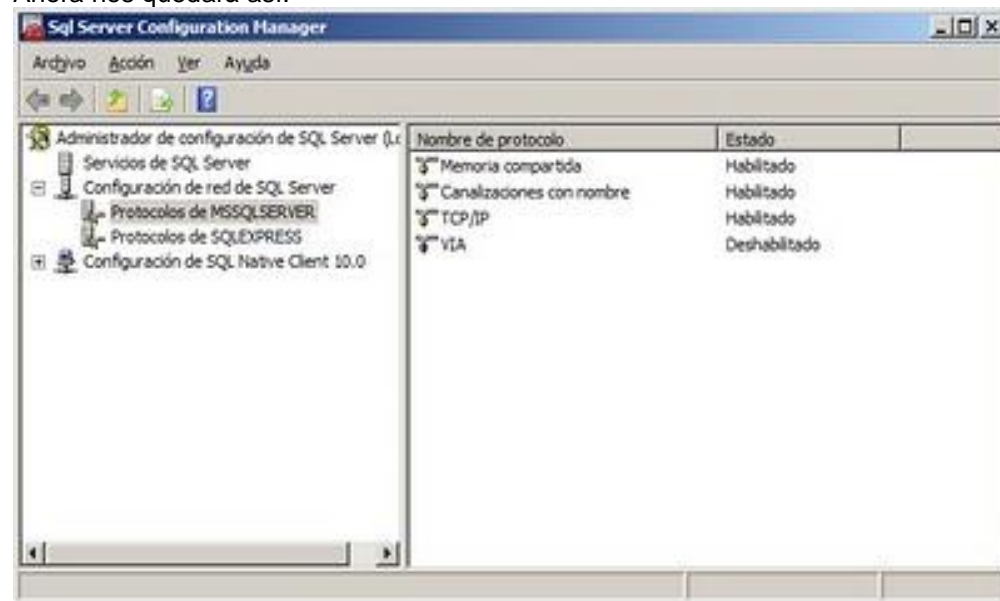 Ahora nos quedará así:
Sql Server Configuration Manager
Archivo Acción Ver Ayuda
Administrador de configuración de SQL Server (Lo
Servicios de SQL Server
Configuración de red de SQL Server
Protocolos de MSSQLSERVER
Protocolos de SQLEXPRESS
Configuración de SQL Native Client 10.0
Nombre de protocolo Estado
Memoria compartida Habilitado
Canalizaciones con nombre Habilitado
TCP/IP Habilitado
VIA Deshabilitado